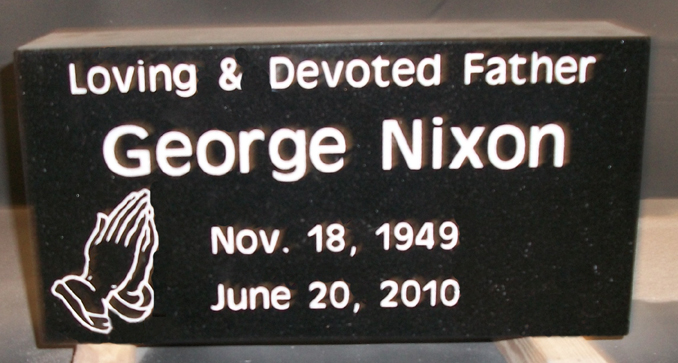 Loving & Devoted Father
George Nixon
Nov. 18, 1949
June 20, 2010